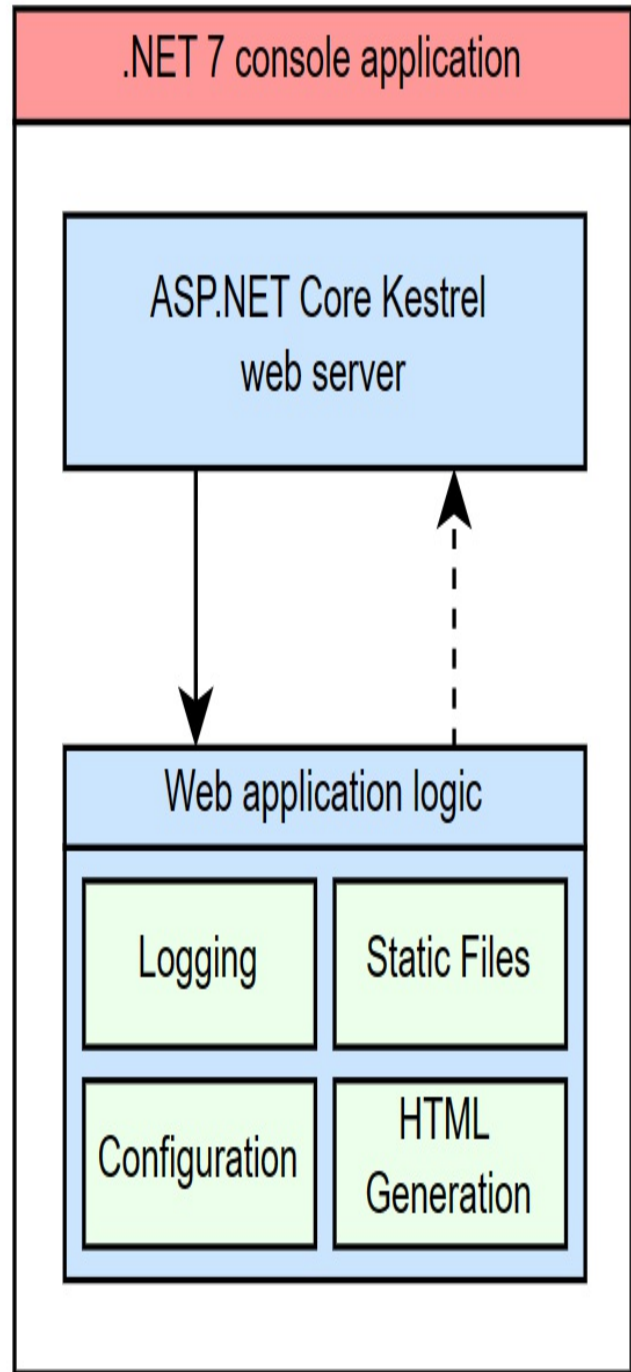 .NET 7 console application
ASP.NET Core Kestrel
web server
Web application logic
Logging
Static Files
Configuration
HTML
Generation